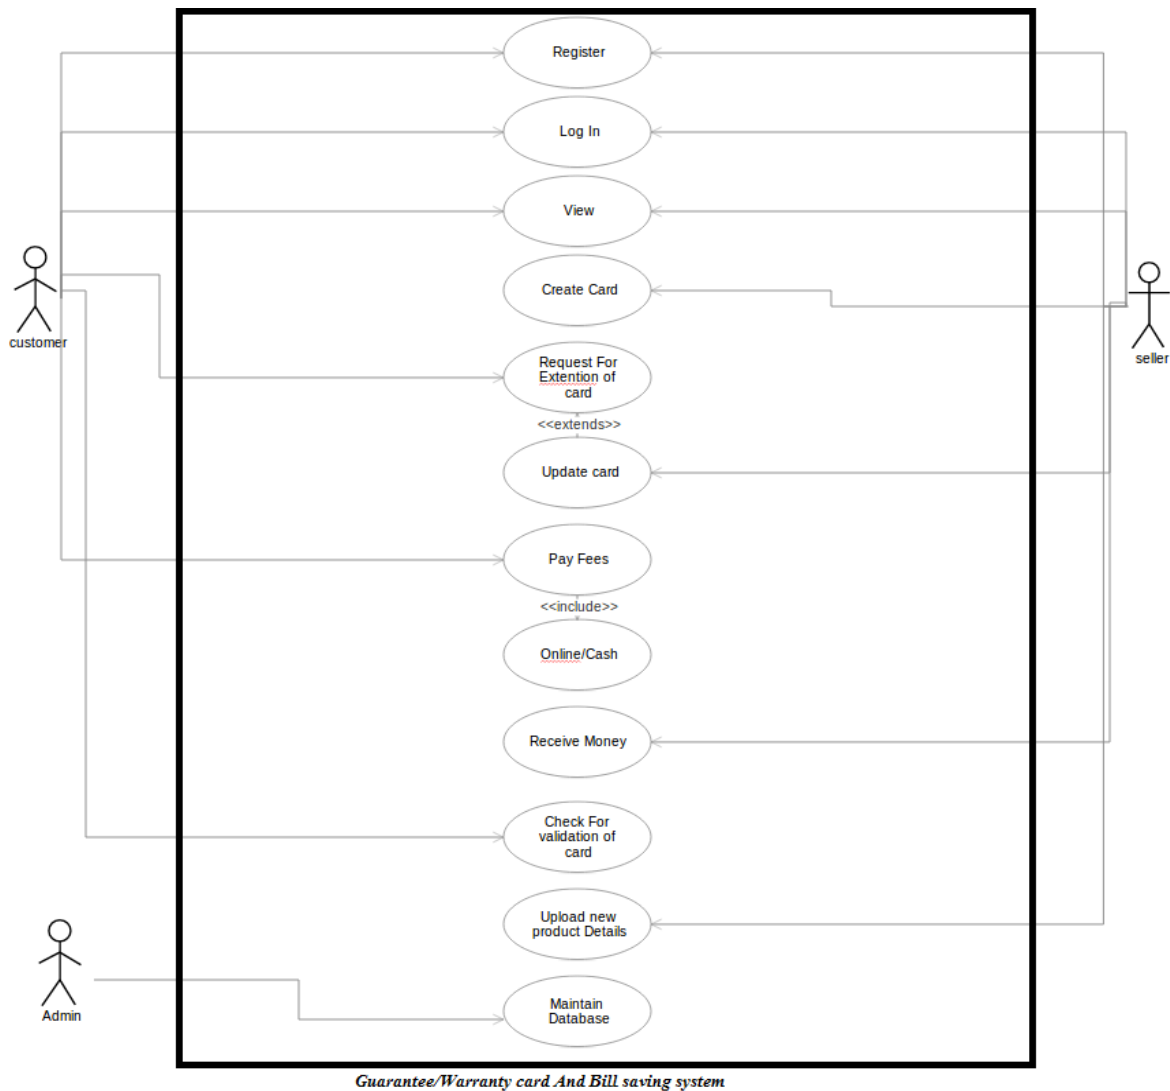 Register
Log In
View
Create Card
customer
seller
Request For
Extention of
card
<<extends>>
Update card
Pay Fees
<<include>>
Online/Cash
Receive Money
Check For
validation of
card
Upload new
product Details
Maintain
Database
Admin
Guarantee/Warranty card And Bill saving system